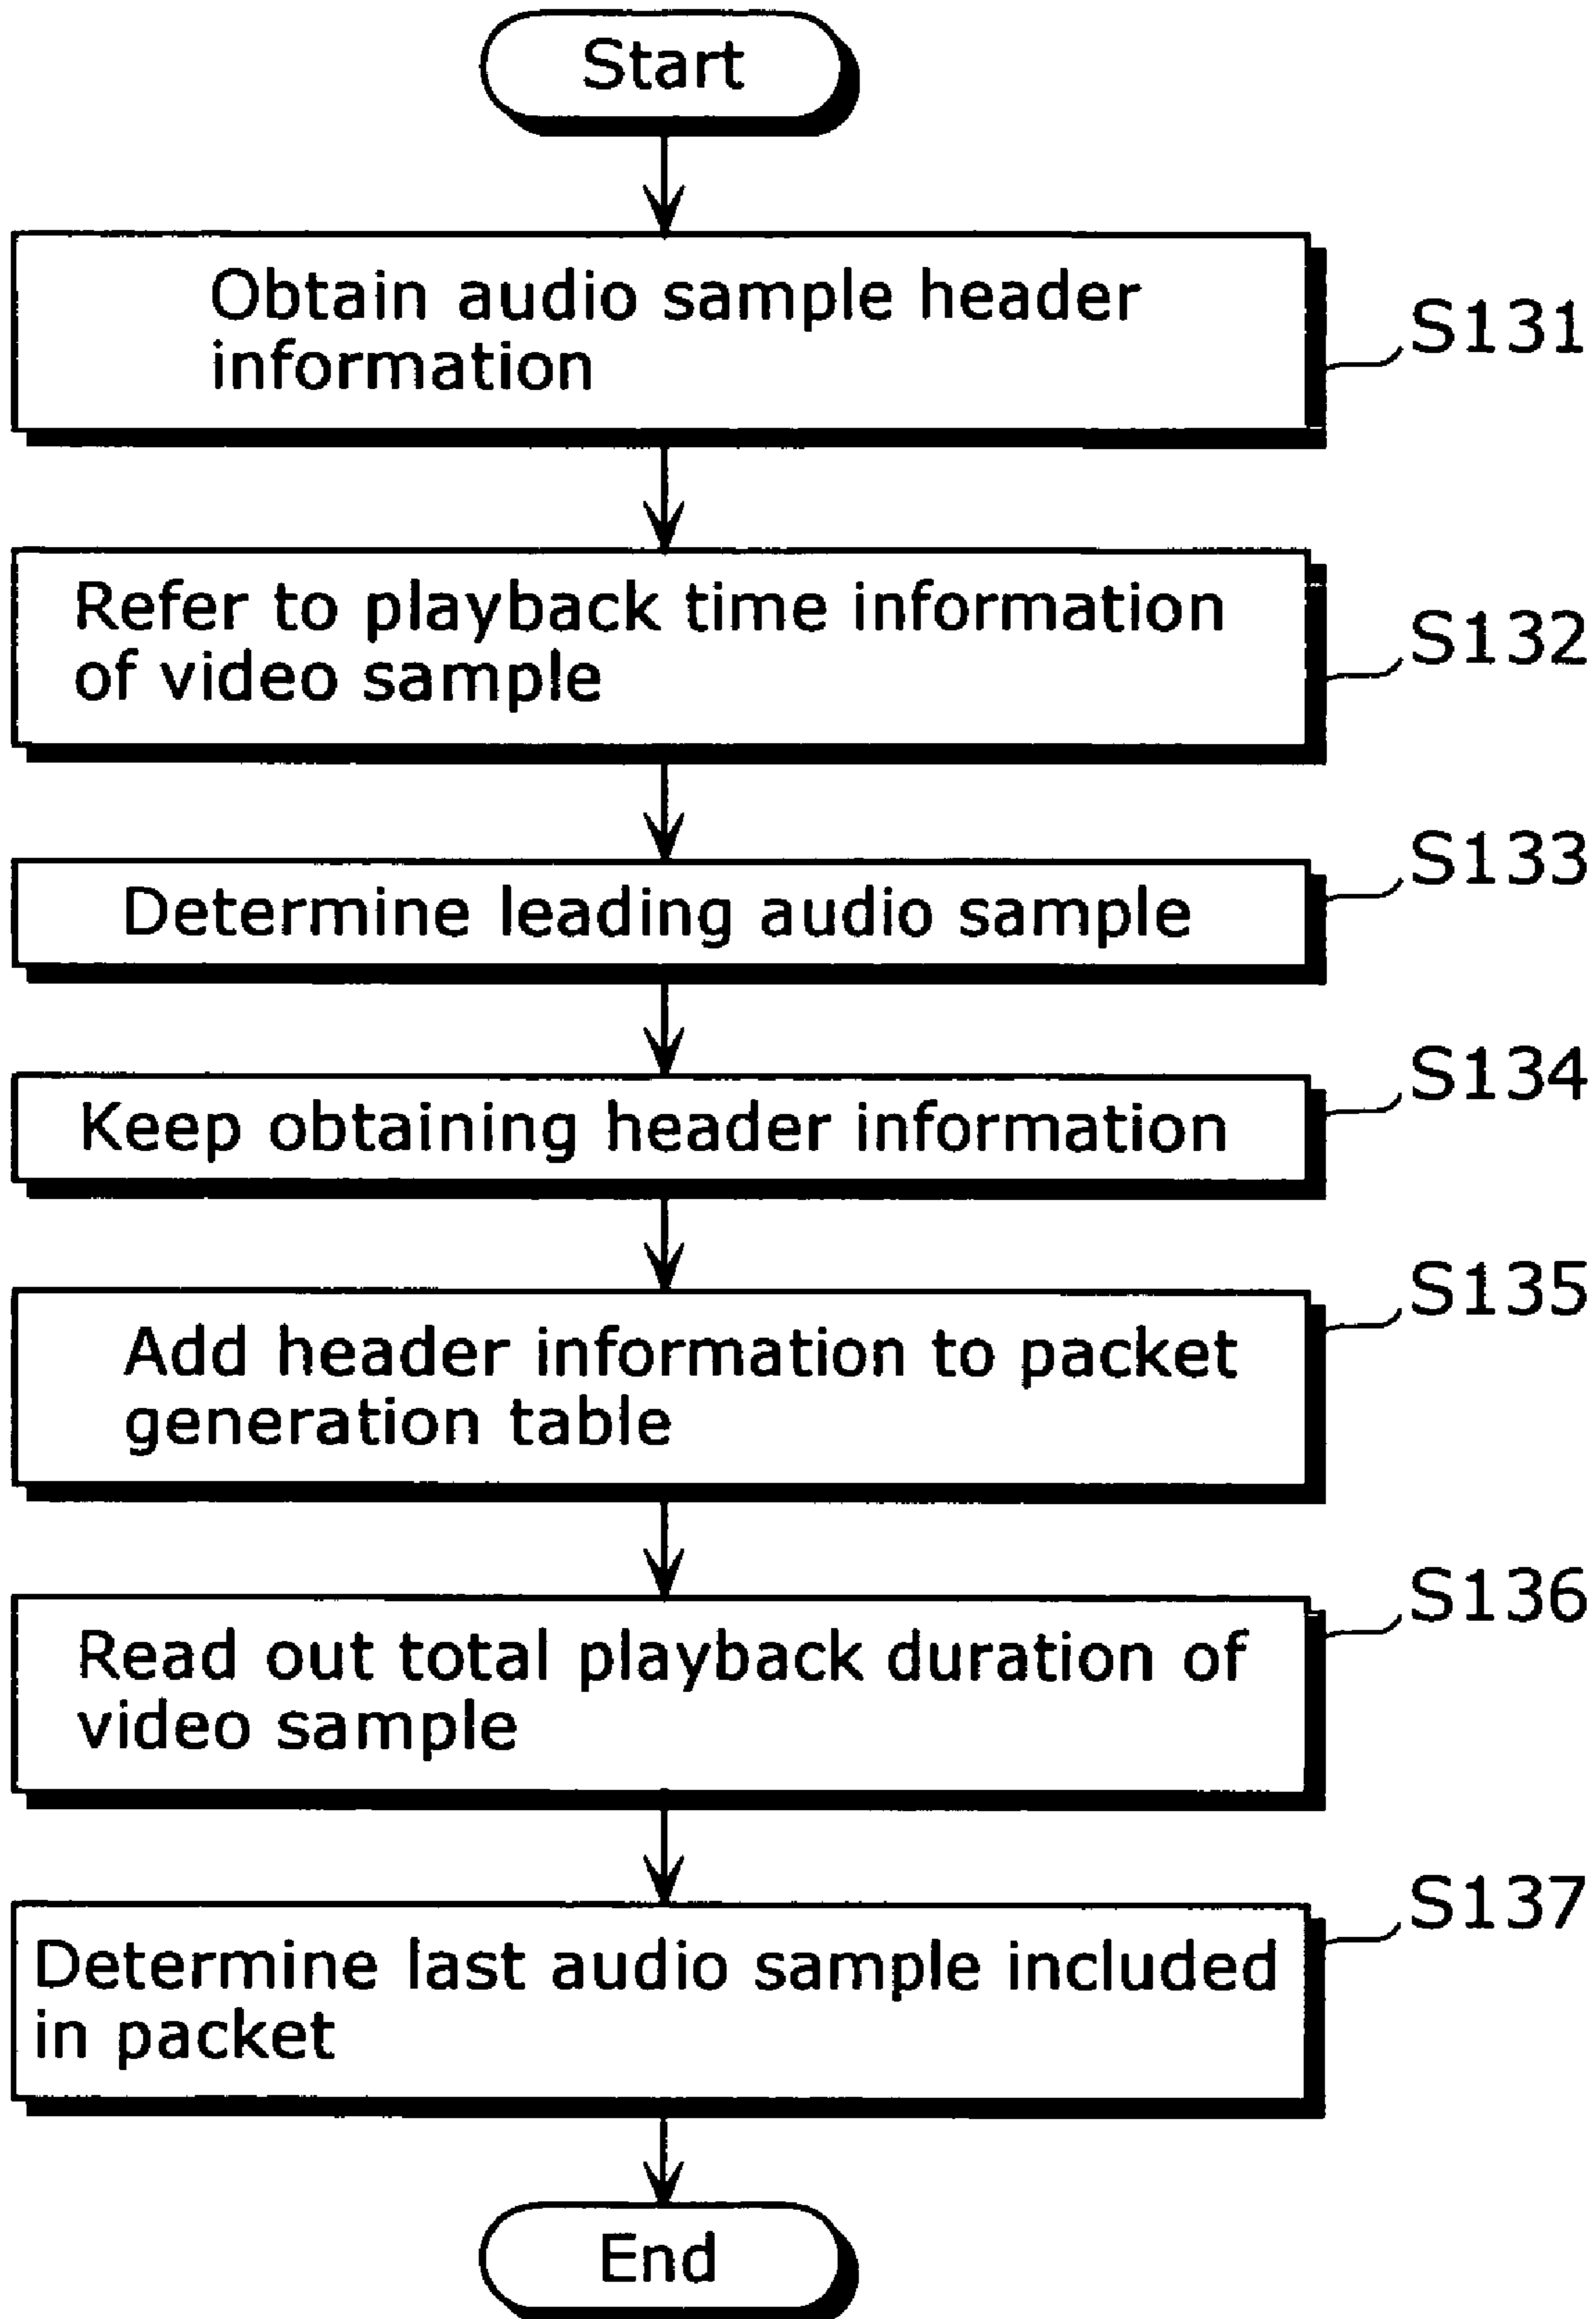 Start
Obtain audio sample header
information
S131
Refer to playback time information
of video sample
S132
Determine leading audio sample
S133
Keep obtaining header information
S134
Add header information to packet
generation table
S135
Read out total playback duration of
video sample
S136
Determine last audio sample included
in packet
S137
End